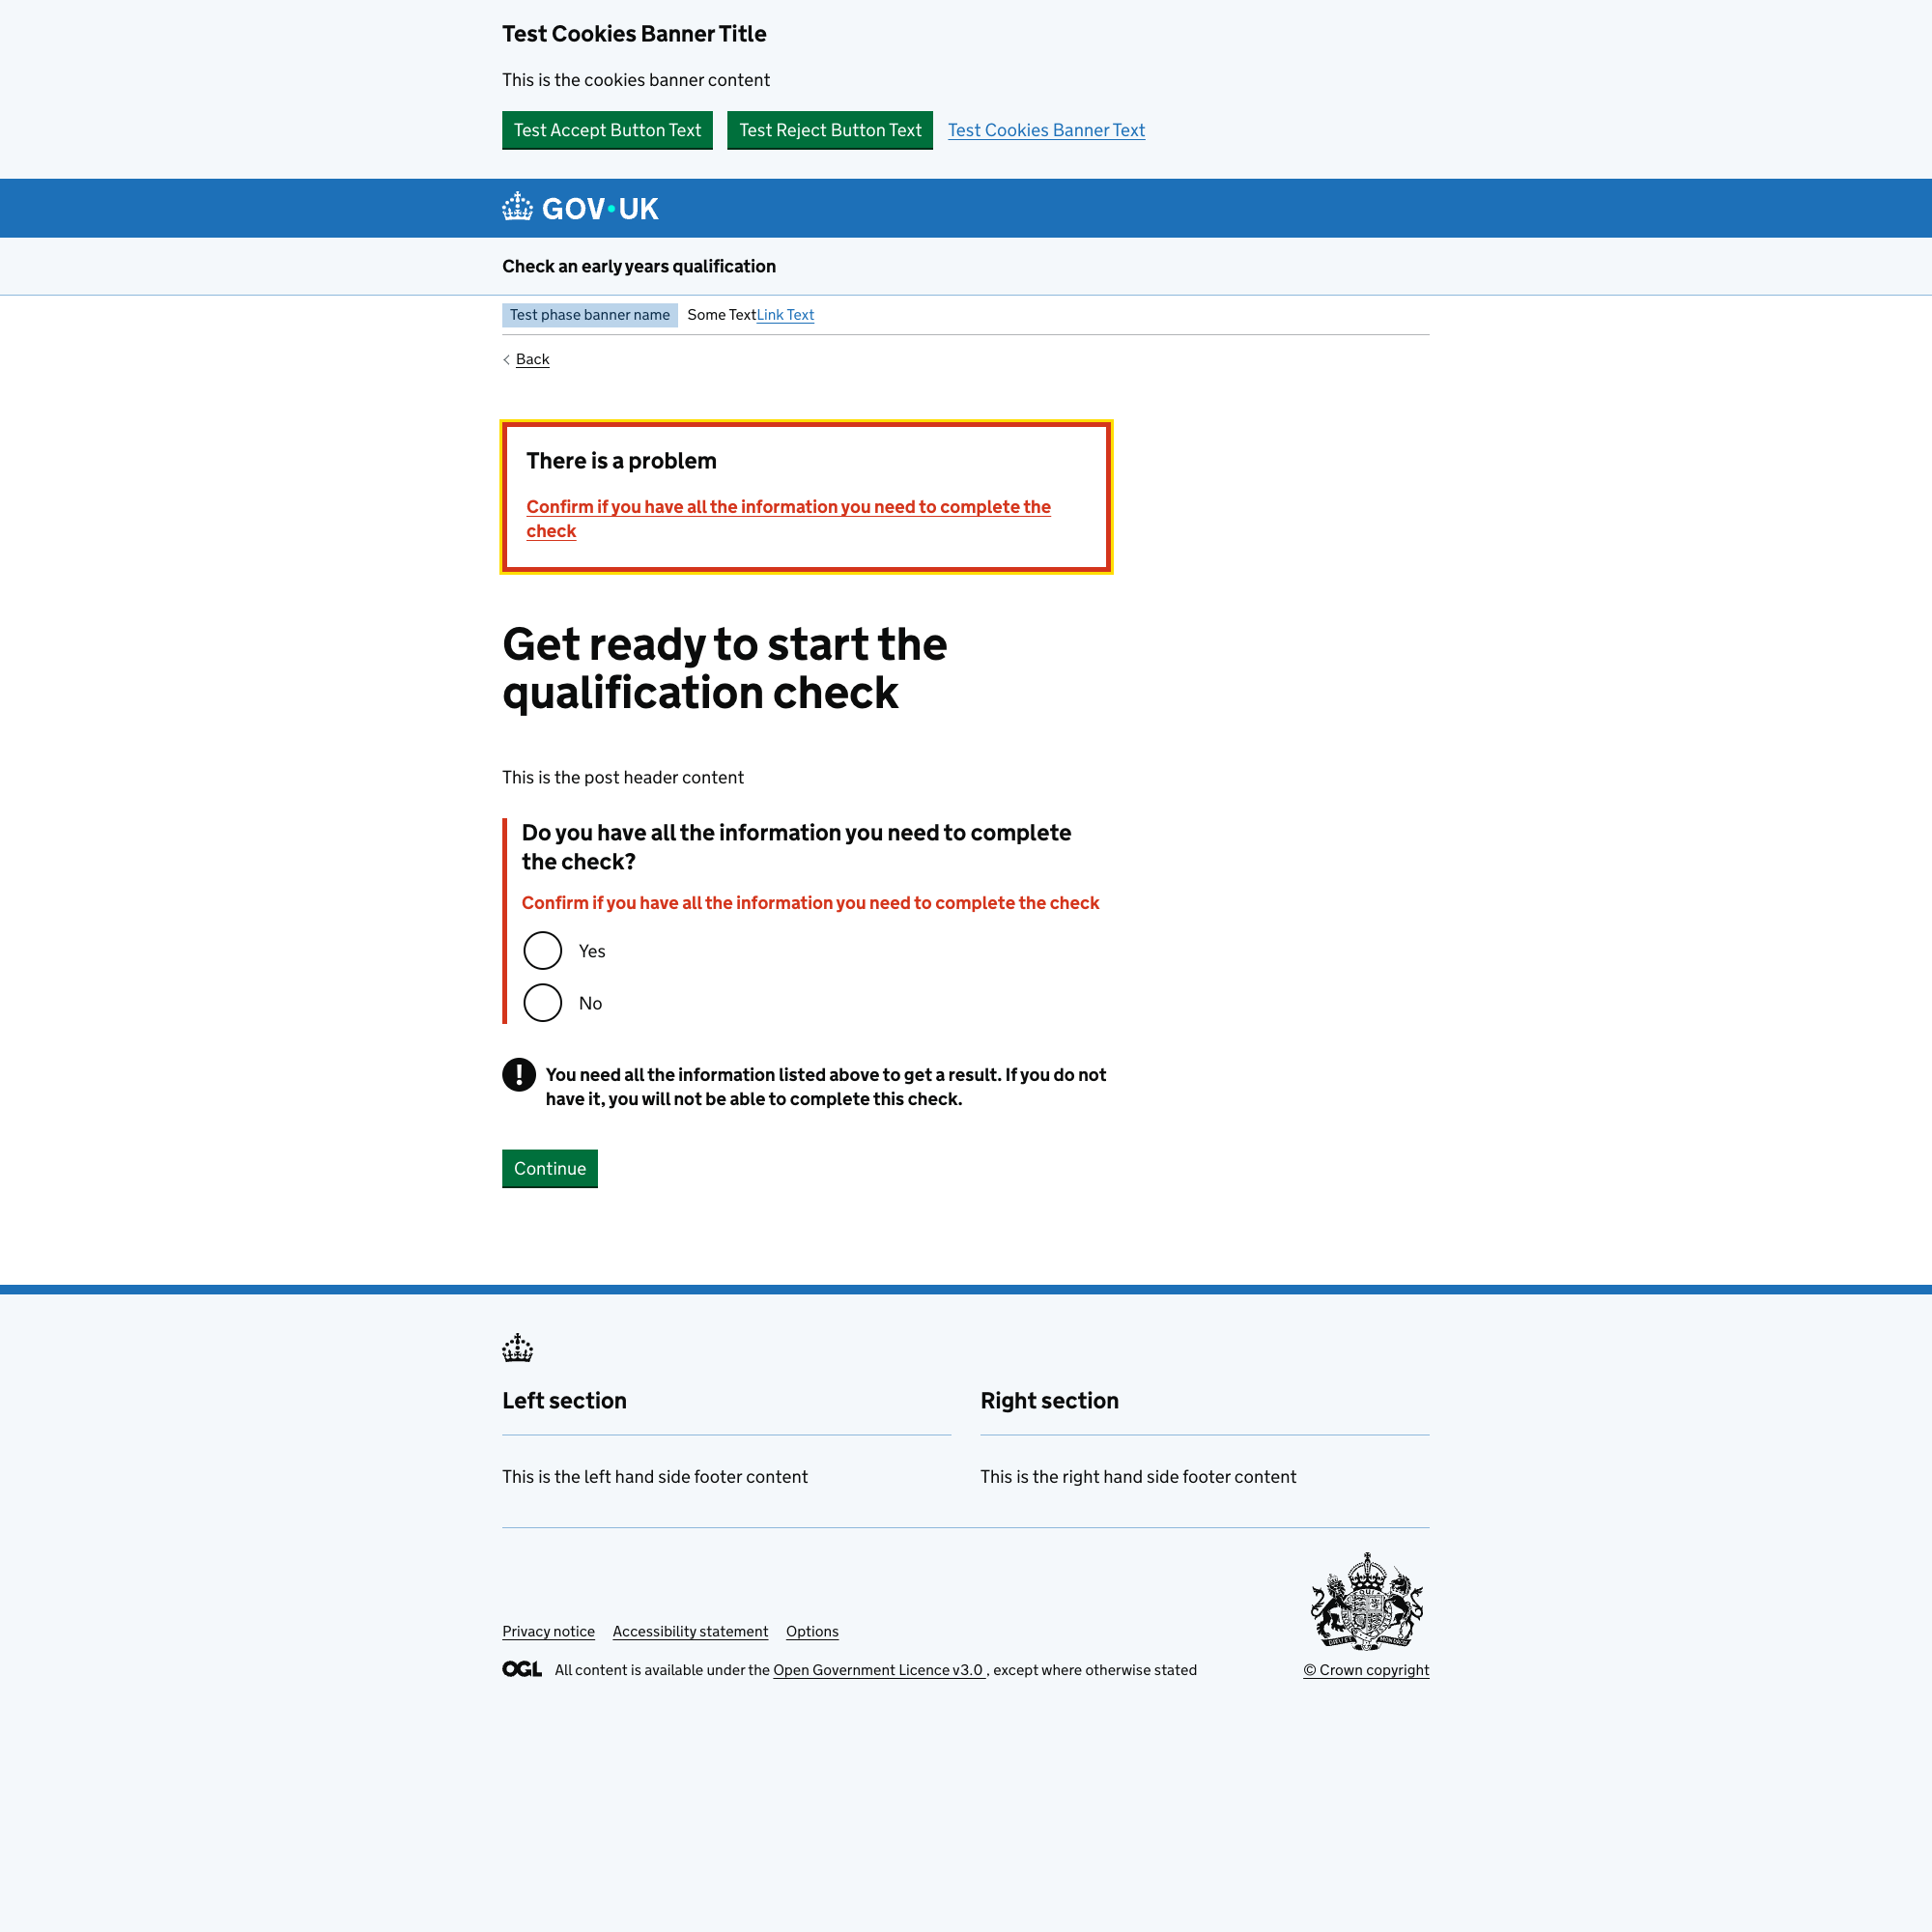 Test Cookies Banner Title
This is the cookies banner content
Test Accept Button Text Test Reject Button Text Test Cookies Banner Text
GOV·UK
Check an early years qualification
Test phase banner name Some TextLink Text
Back
There is a problem
Confirm if you have all the information you need to complete the
check
Get ready to start the
qualification check
This is the post header content
Do you have all the information you need to complete
the check?
Confirm if you have all the information you need to complete the check
Yes
No
! You need all the information listed above to get a result. If you do not
have it, you will not be able to complete this check.
Continue
Left section Right section
This is the left hand side footer content This is the right hand side footer content
Privacy notice Accessibility statement Options
OGL All content is available under the Open Government Licence v3.0 , except where otherwise stated © Crown copyright